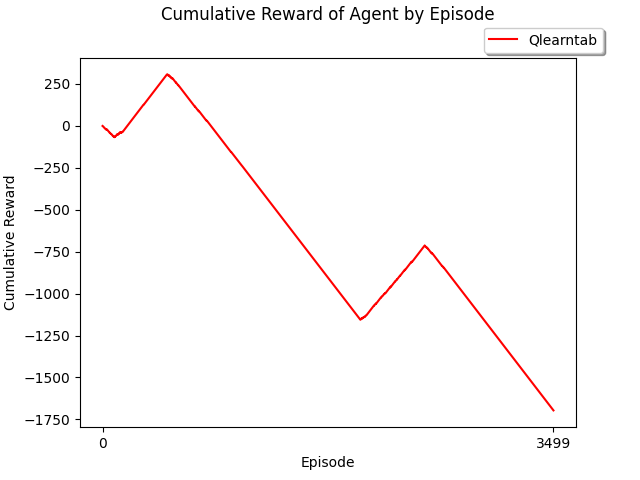 Cumulative Reward of Agent by Episode
Qlearntab
250
0
−250
−500
−750
−1000
−1250
−1500
−1750
Cumulative Reward
0
3499
Episode